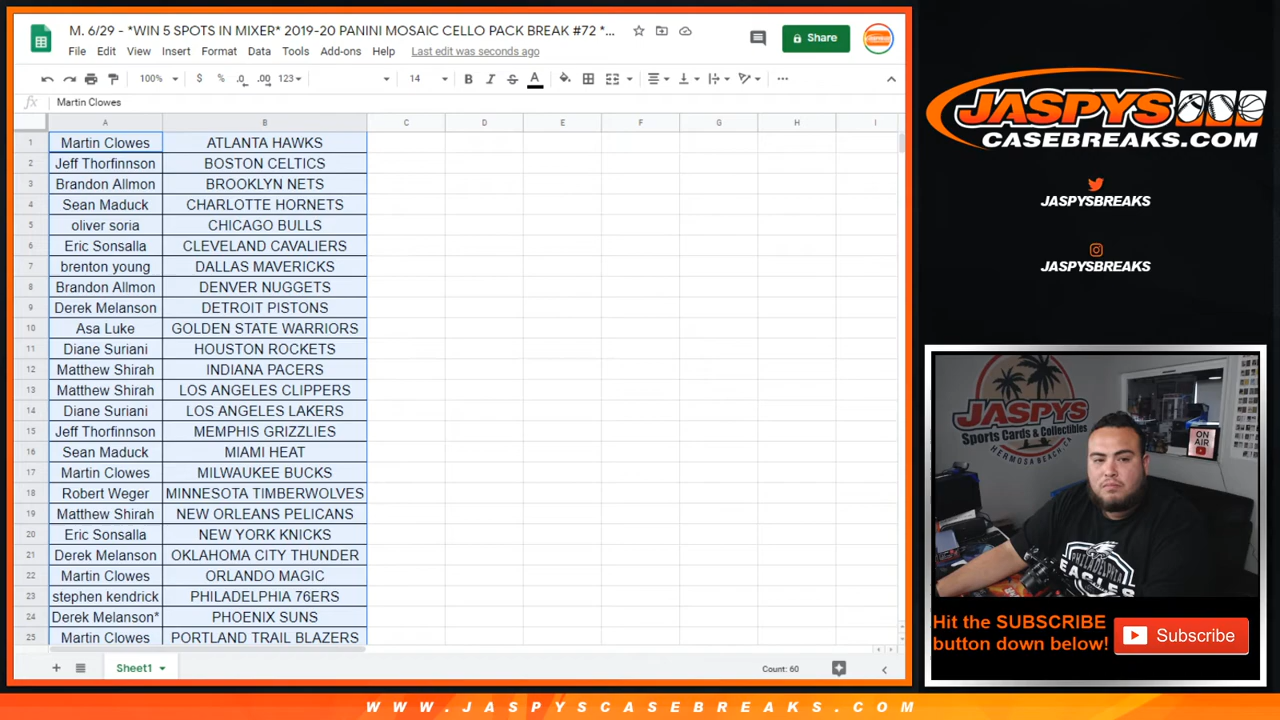 M. 6/29 - *WIN 5 SPOTS IN MIXER* 2019-20 PANINI MOSAIC CELLO PACK BREAK #72 *...
File Edit View Insert Format Data Tools Add-ons Help Last edit was seconds ago
Share
100% $ % .0 .00 123 14 B I S A
fx Martin Clowes
A B C D E F G H I
1 Martin Clowes ATLANTA HAWKS
2 Jeff Thorfinnson BOSTON CELTICS
3 Brandon Allmon BROOKLYN NETS
4 Sean Maduck CHARLOTTE HORNETS
5 oliver soria CHICAGO BULLS
6 Eric Sonsalla CLEVELAND CAVALIERS
7 brenton young DALLAS MAVERICKS
8 Brandon Allmon DENVER NUGGETS
9 Derek Melanson DETROIT PISTONS
10 Asa Luke GOLDEN STATE WARRIORS
11 Diane Suriani HOUSTON ROCKETS
12 Matthew Shirah INDIANA PACERS
13 Matthew Shirah LOS ANGELES CLIPPERS
14 Diane Suriani LOS ANGELES LAKERS
15 Jeff Thorfinnson MEMPHIS GRIZZLIES
16 Sean Maduck MIAMI HEAT
17 Martin Clowes MILWAUKEE BUCKS
18 Robert Weger MINNESOTA TIMBERWOLVES
19 Matthew Shirah NEW ORLEANS PELICANS
20 Eric Sonsalla NEW YORK KNICKS
21 Derek Melanson OKLAHOMA CITY THUNDER
22 Martin Clowes ORLANDO MAGIC
23 stephen kendrick PHILADELPHIA 76ERS
24 Derek Melanson* PHOENIX SUNS
25 Martin Clowes PORTLAND TRAIL BLAZERS
Sheet1
Count: 60
JASPYS
CASEBREAKS.COM
JASPYSBREAKS
JASPYSBREAKS
JASPYS
Sports Cards & Collectibles
HERMOSA BEACH, CA
ON
AIR
PHILADELPHIA
EAGLES
Hit the SUBSCRIBE
button down below!
Subscribe
WWW.JASPYSCASEBREAKS.COM